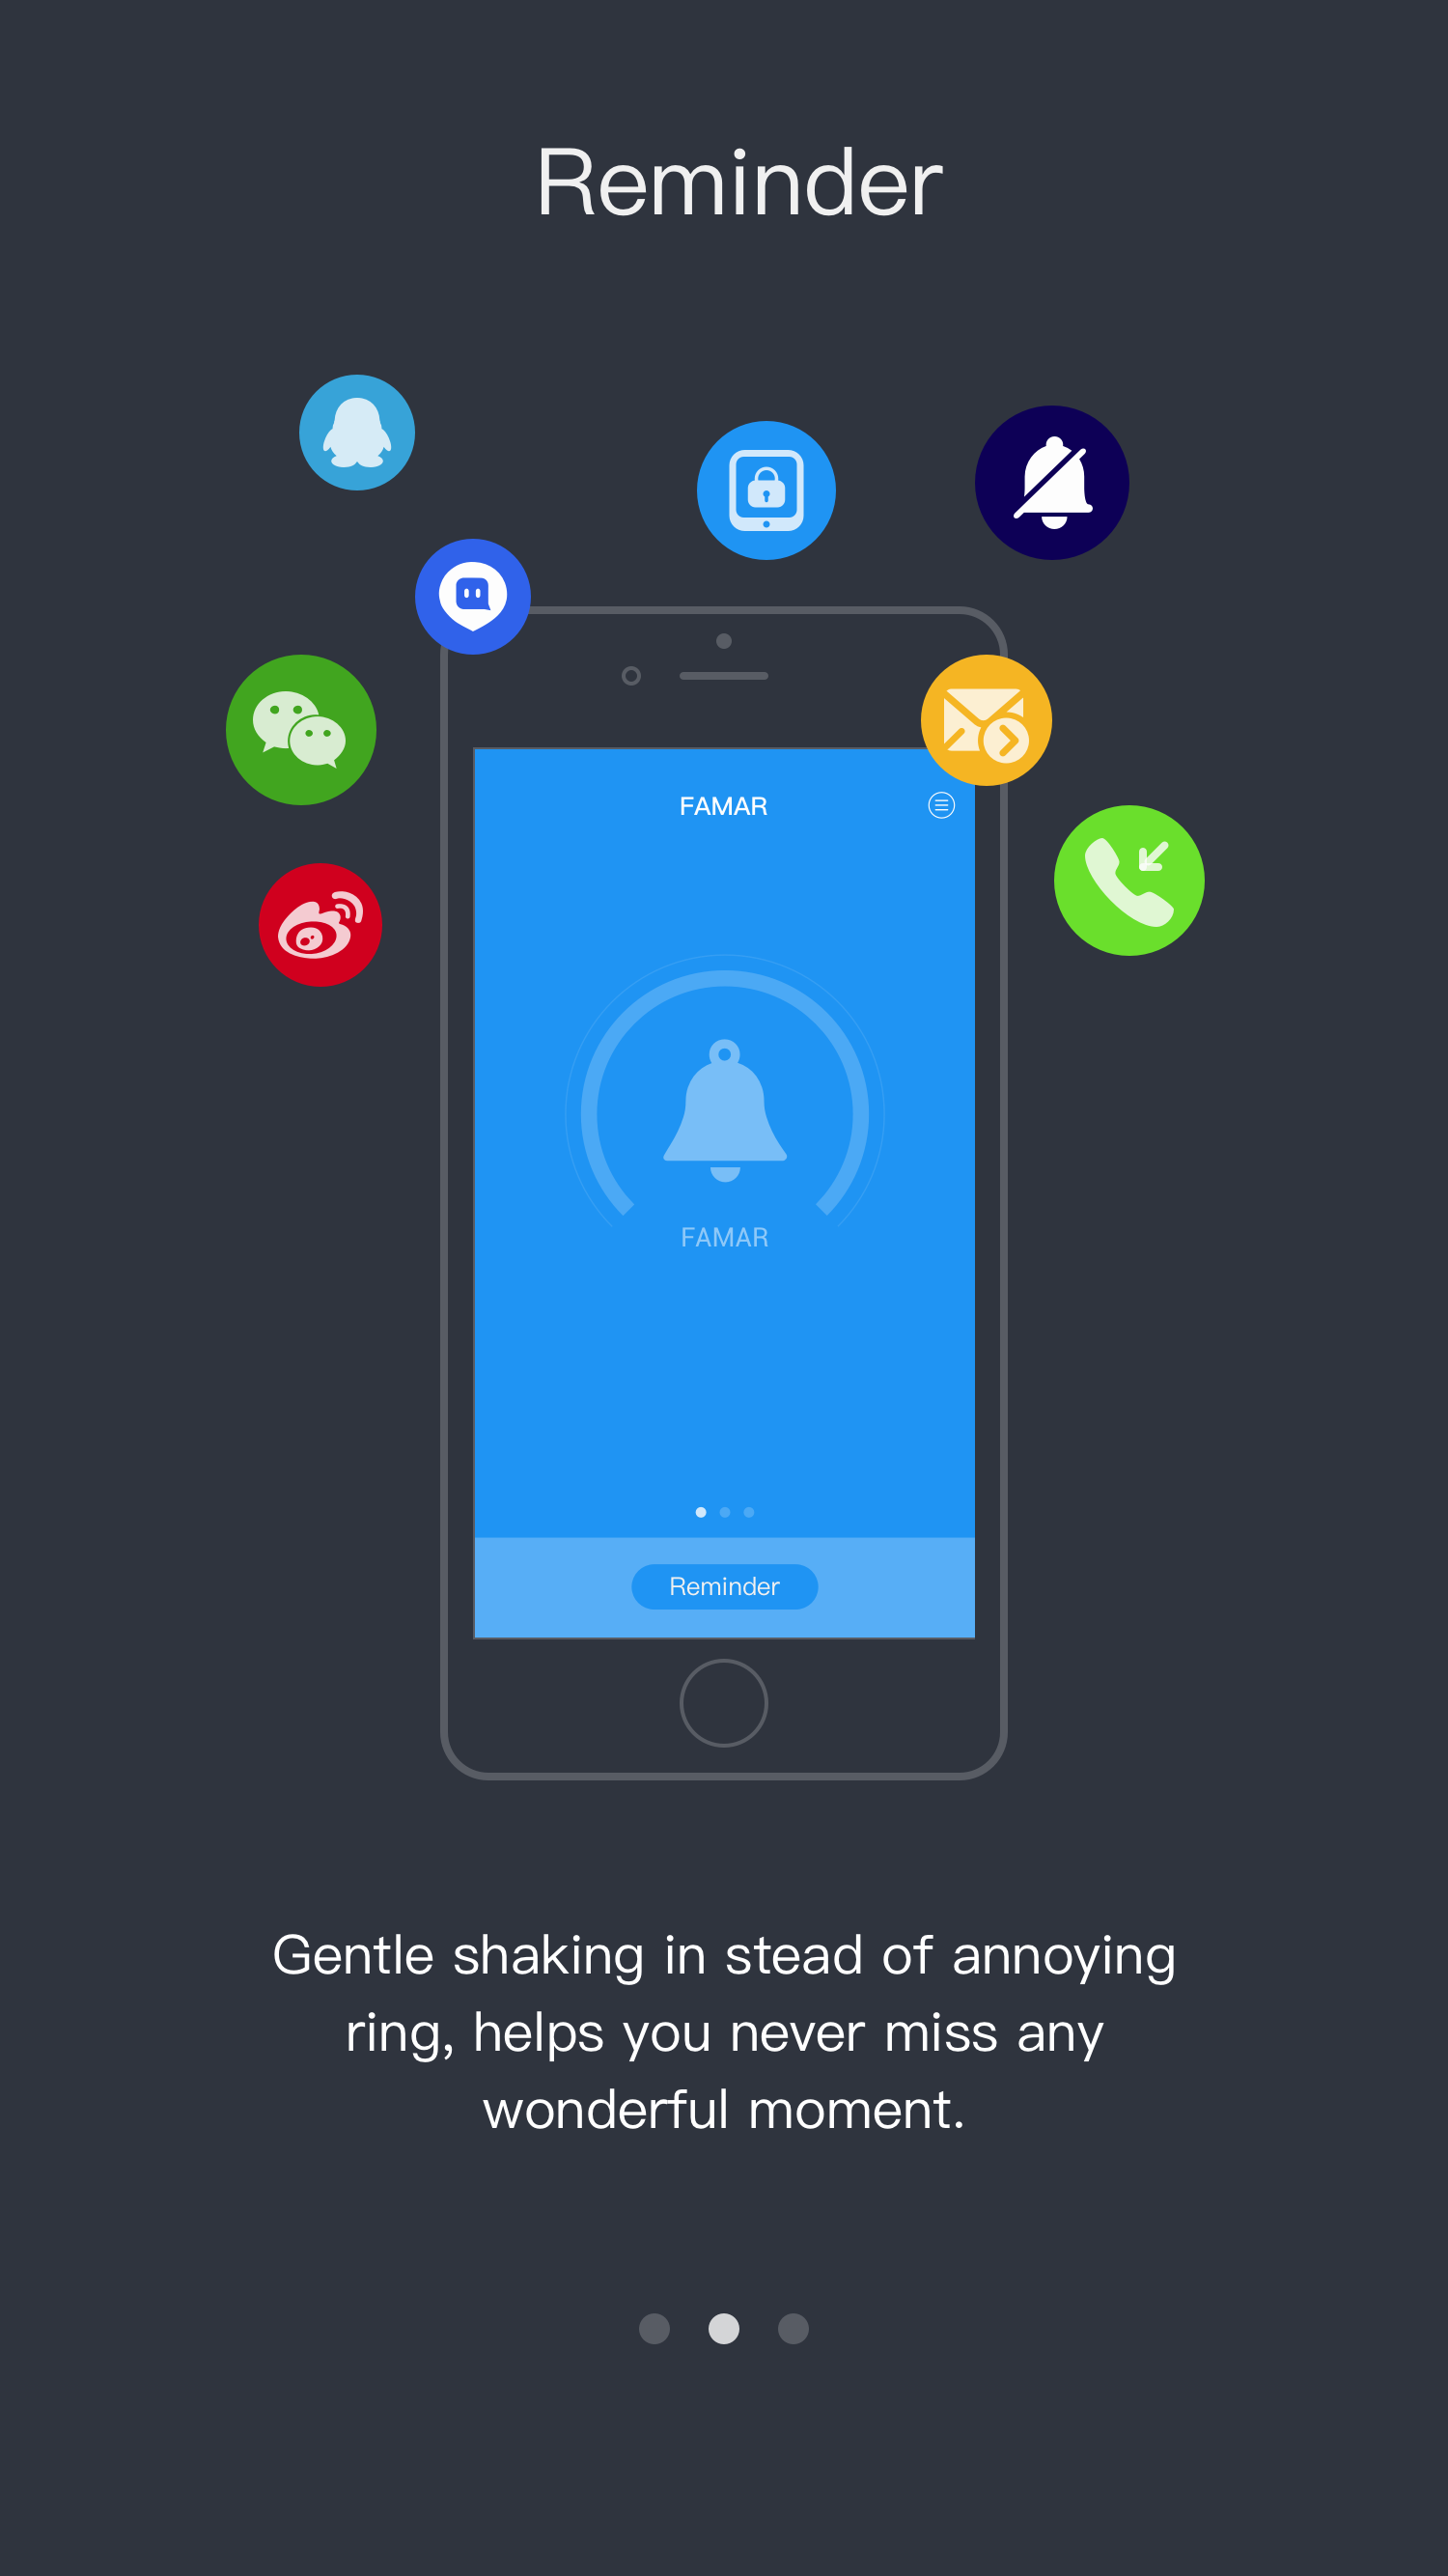 Reminder
FAMAR
FAMAR
Reminder
Gentle shaking in stead of annoying
ring, helps you never miss any
wonderful moment.